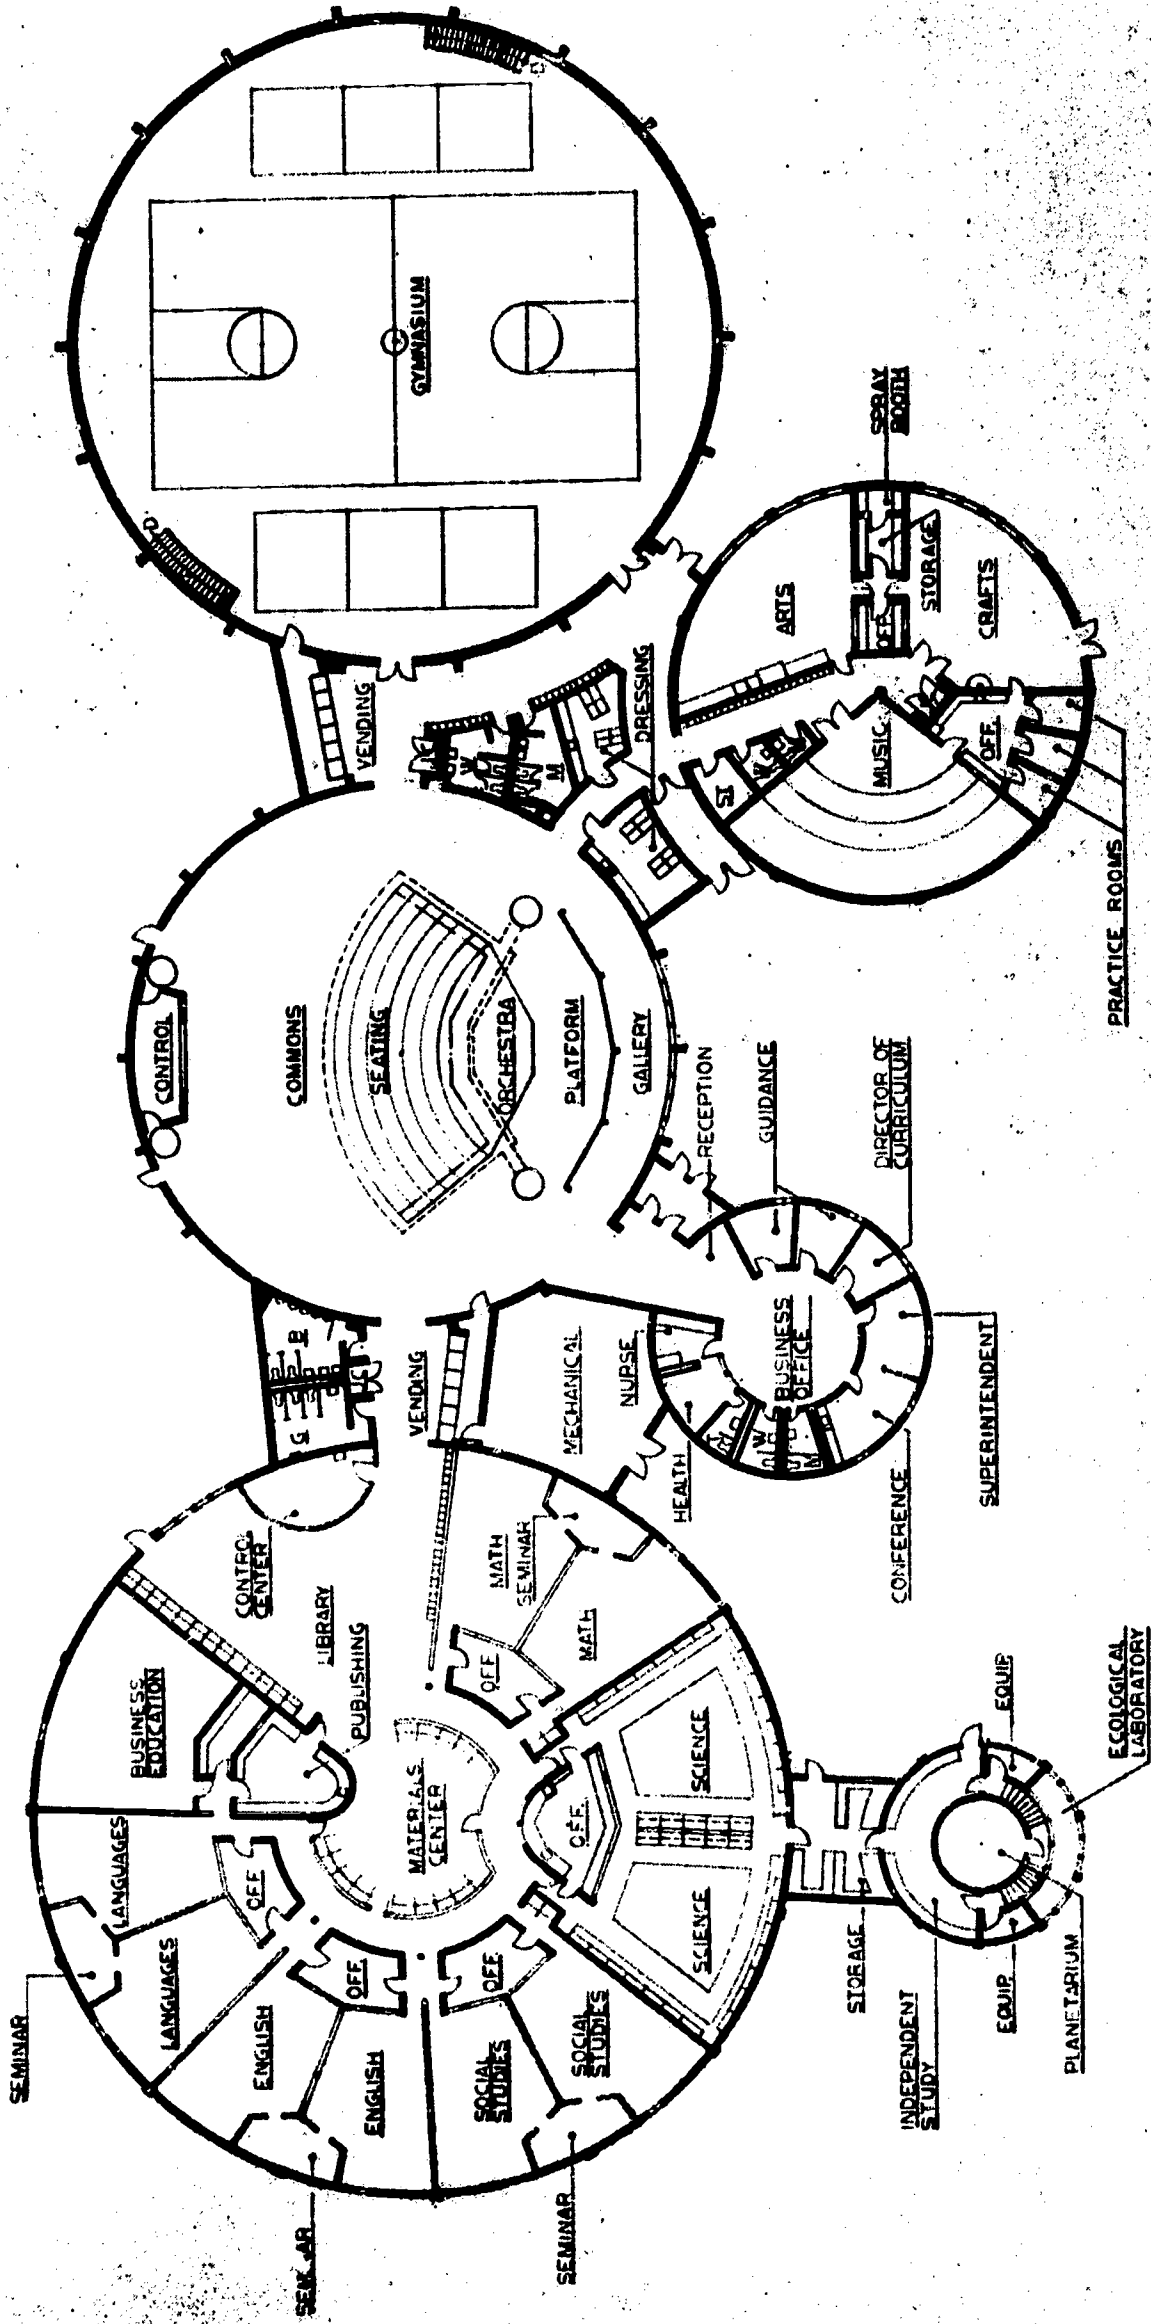 SEMINAR
LANGUAGES
LANGUAGES
OFF
BUSINESS
EDUCATION
CONTROL
CENTER
LIBRARY
PUBLISHING
ENGLISH
ENGLISH
OFF
SEMINAR
SOCIAL
STUDIES
SOCIAL
STUDIES
OFF
MATERIALS
CENTER
OFF
MATH
SEMINAR
MATH
OFF
SCIENCE
SCIENCE
G
B
VENDING
MECHANICAL
NURSE
HEALTH
W
M
BUSINESS
OFFICE
CONFERENCE
SUPERINTENDENT
DIRECTOR OF
CURRICULUM
GUIDANCE
RECEPTION
CONTROL
COMMONS
SEATING
ORCHESTRA
PLATFORM
GALLERY
VENDING
W
M
DRESSING
GYMNASIUM
ARTS
OFF
STORAGE
SPRAY
BOOTH
CRAFTS
MUSIC
OFF
ST
W
PRACTICE ROOMS
STORAGE
INDEPENDENT
STUDY
EQUIP
EQUIP
PLANETARIUM
ECOLOGICAL
LABORATORY